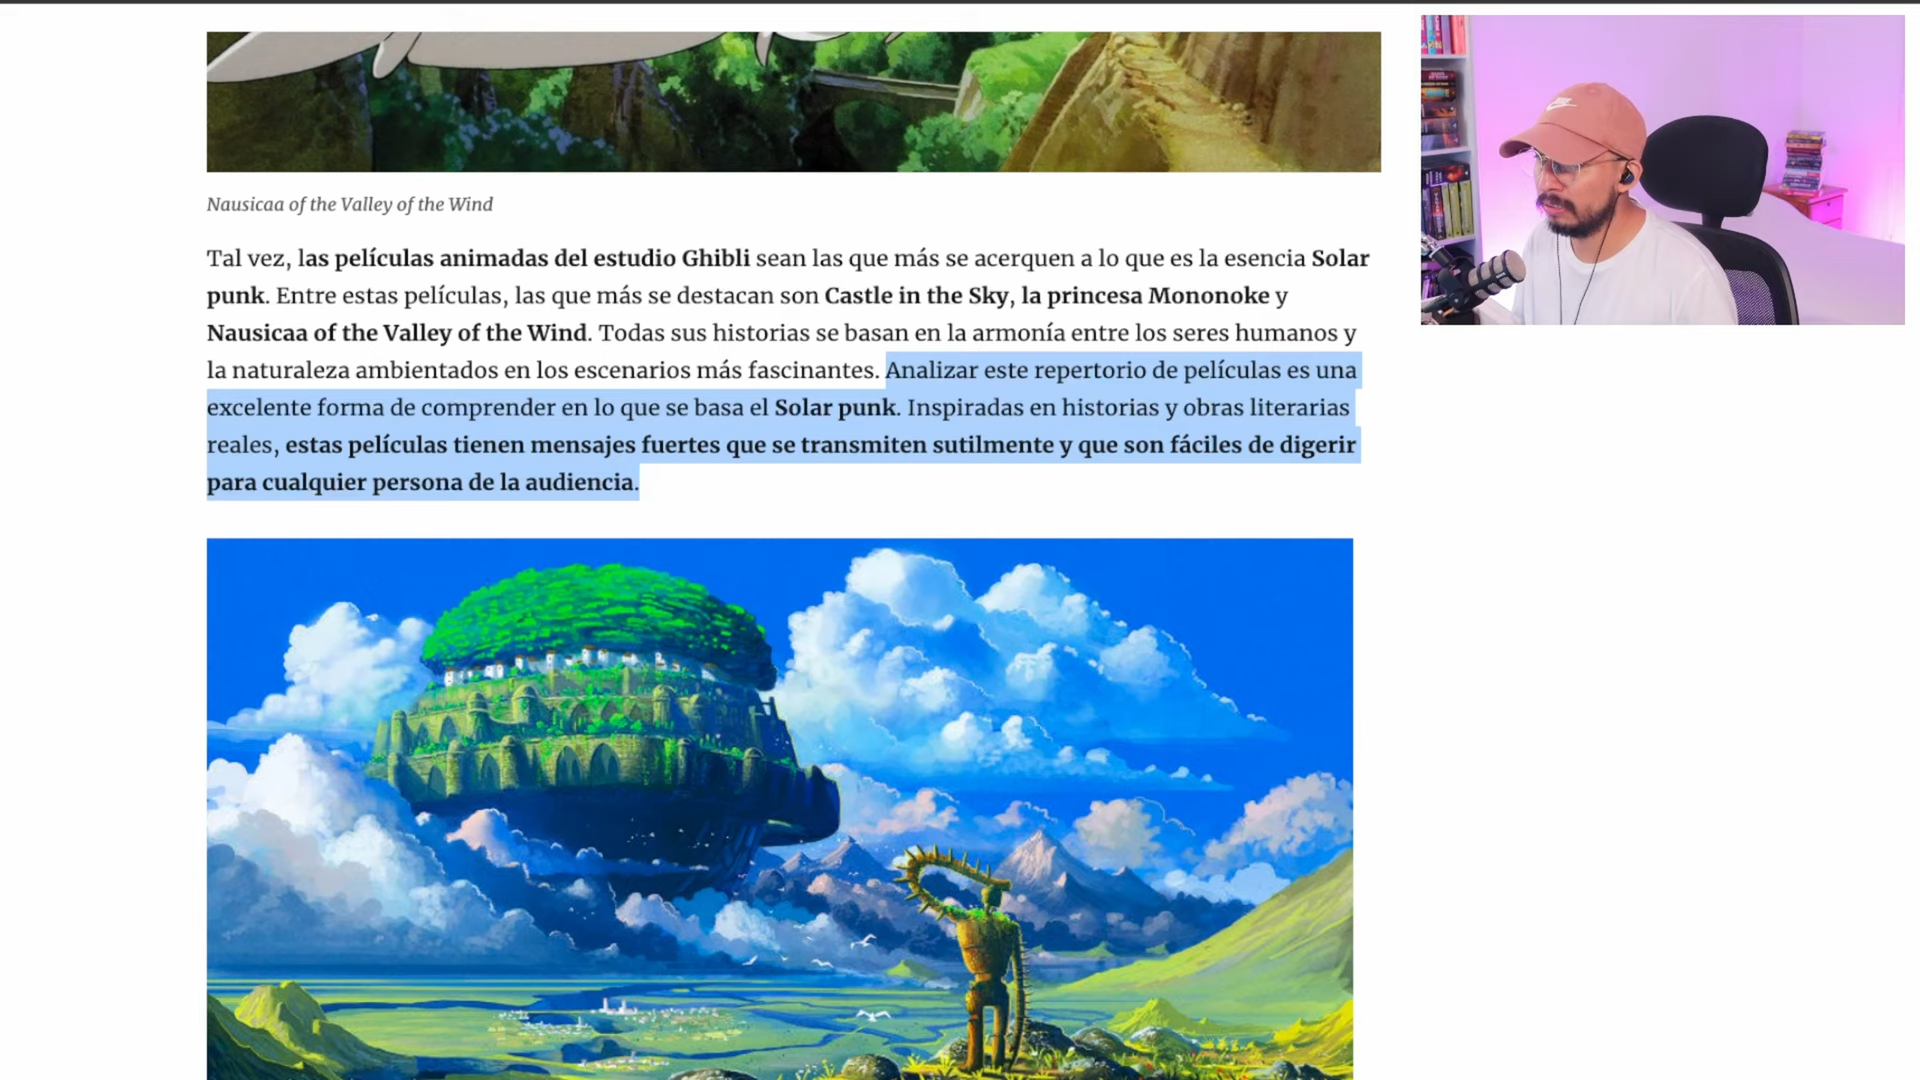 Nausicaa of the Valley of the Wind
Tal vez, las películas animadas del estudio Ghibli sean las que más se acerquen a lo que es la esencia Solar
punk. Entre estas películas, las que más se destacan son Castle in the Sky, la princesa Mononoke y
Nausicaa of the Valley of the Wind. Todas sus historias se basan en la armonía entre los seres humanos y
la naturaleza ambientados en los escenarios más fascinantes. Analizar este repertorio de películas es una
excelente forma de comprender en lo que se basa el Solar punk. Inspiradas en historias y obras literarias
reales, estas películas tienen mensajes fuertes que se transmiten sutilmente y que son fáciles de digerir
para cualquier persona de la audiencia.